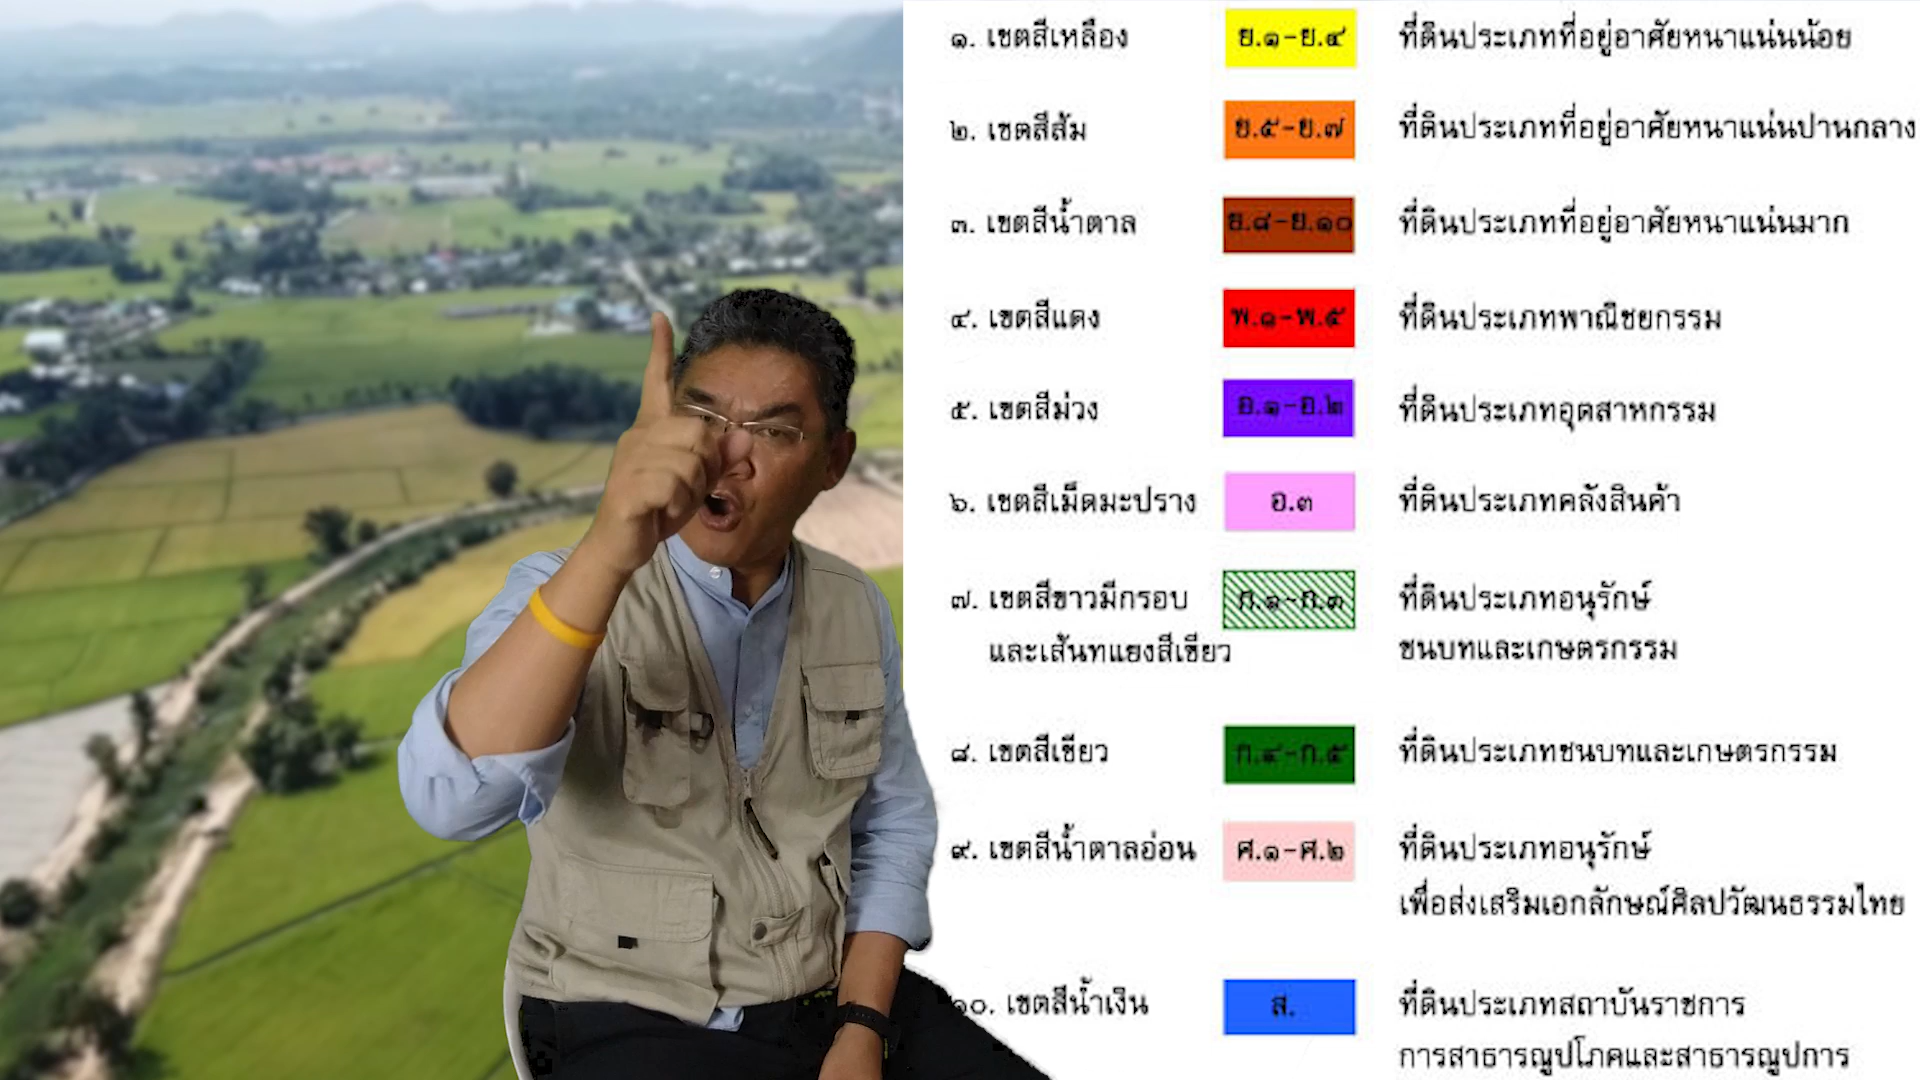 ๑. เขตสีเหลือง ย.๑-ย.๔ ที่ดินประเภทที่อยู่อาศัยหนาแน่นน้อย
๒. เขตสีส้ม ย.๕-ย.๗ ที่ดินประเภทที่อยู่อาศัยหนาแน่นปานกลาง
๓. เขตสีน้ำตาล ย.๘-ย.๑๐ ที่ดินประเภทที่อยู่อาศัยหนาแน่นมาก
๔. เขตสีแดง พ.๑-พ.๕ ที่ดินประเภทพาณิชยกรรม
๕. เขตสีม่วง อ.๑-อ.๒ ที่ดินประเภทอุตสาหกรรม
๖. เขตสีเม็ดมะปราง อ.๓ ที่ดินประเภทคลังสินค้า
๗. เขตสีขาวมีกรอบ ก.๑-ก.๓ ที่ดินประเภทอนุรักษ์
และเส้นทแยงสีเขียว ชนบทและเกษตรกรรม
๘. เขตสีเขียว ก.๔-ก.๕ ที่ดินประเภทชนบทและเกษตรกรรม
๙. เขตสีน้ำตาลอ่อน ศ.๑-ศ.๒ ที่ดินประเภทอนุรักษ์
เพื่อส่งเสริมเอกลักษณ์ศิลปวัฒนธรรมไทย
๑๐. เขตสีน้ำเงิน ส. ที่ดินประเภทสถาบันราชการ
การสาธารณูปโภคและสาธารณูปการ